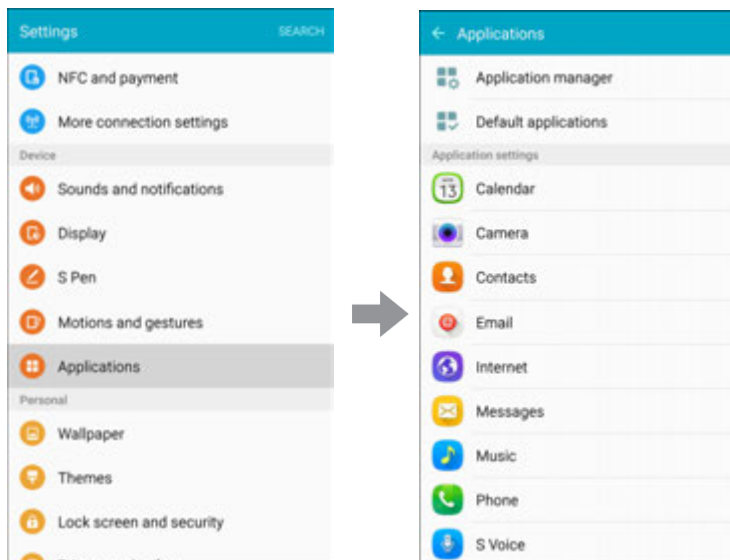 Settings
SEARCH
NFC and payment
More connection settings
Device
Sounds and notifications
Display
S Pen
Motions and gestures
Applications
Personal
Wallpaper
Themes
Lock screen and security
Applications
Application manager
Default applications
Application settings
13
Calendar
Camera
Contacts
Email
Internet
Messages
Music
Phone
S Voice